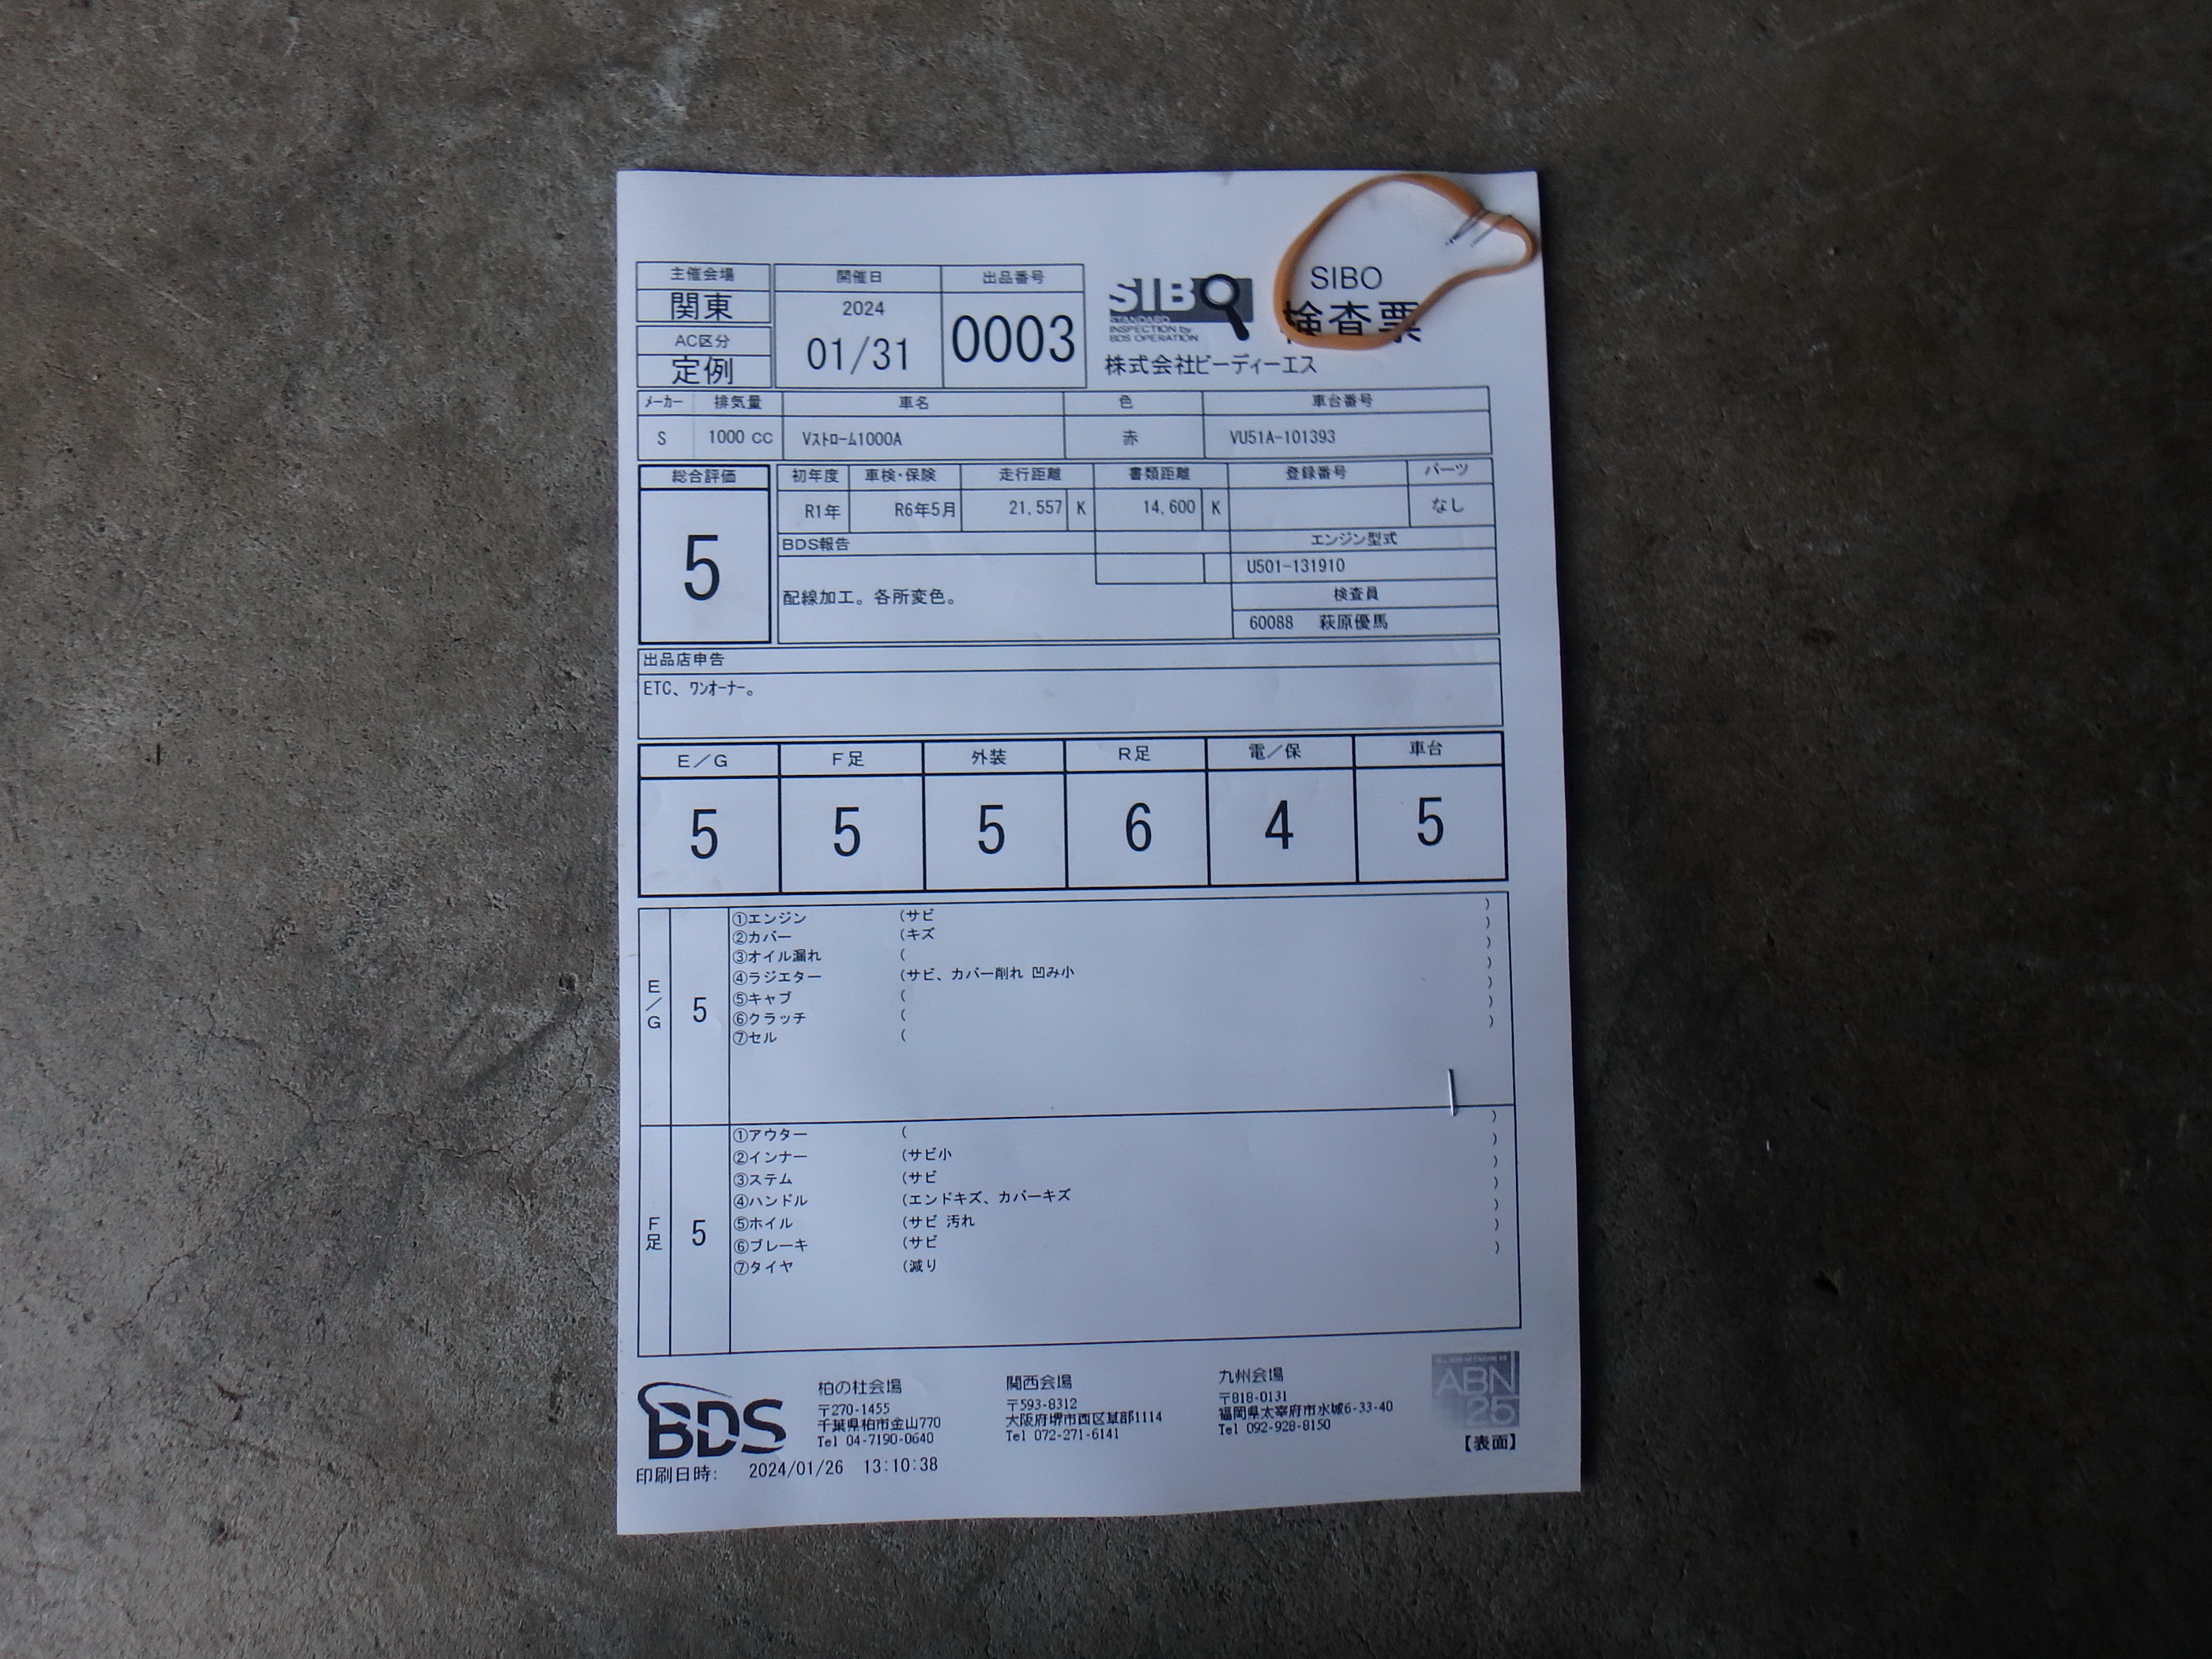 主催会場 開催日 出品番号
関東 2024 01/31 0003
AC区分
定例
SIBO
STANDARD
INSPECTION by
BDS OPERATION
SIBO
検査票
株式会社ビーディーエス
メーカー 排気量 車名 色 車台番号
S 1000 cc Vストローム1000A 赤 VU51A-101393
総合評価 初年度 車検・保険 走行距離 書類距離 登録番号 パーツ
5 R1年 R6年5月 21,557 K 14,600 K なし
BDS報告 エンジン型式
U501-131910
配線加工。各所変色。 検査員
60088 萩原優馬
出品店申告
ETC、ワンオーナー。
E/G F足 外装 R足 電/保 車台
5 5 5 6 4 5
E/G 5
①エンジン (サビ )
②カバー (キズ )
③オイル漏れ ( )
④ラジエター (サビ、カバー削れ 凹み小 )
⑤キャブ ( )
⑥クラッチ ( )
⑦セル ( )
F足 5
①アウター ( )
②インナー (サビ小 )
③ステム (サビ )
④ハンドル (エンドキズ、カバーキズ )
⑤ホイル (サビ 汚れ )
⑥ブレーキ (サビ )
⑦タイヤ (減り )
BDS
柏の杜会場
〒270-1455
千葉県柏市金山770
Tel 04-7190-0640
関西会場
〒593-8312
大阪府堺市西区草部1114
Tel 072-271-6141
九州会場
〒818-0131
福岡県太宰府市水城6-33-40
Tel 092-928-8150
ABN
25
【表面】
印刷日時: 2024/01/26 13:10:38